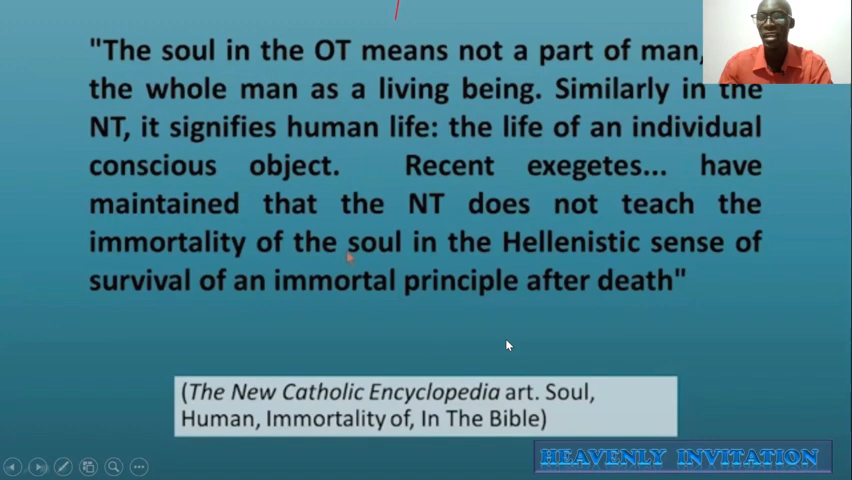 "The soul in the OT means not a part of man,
the whole man as a living being. Similarly in the
NT, it signifies human life: the life of an individual
conscious object. Recent exegetes... have
maintained that the NT does not teach the
immortality of the soul in the Hellenistic sense of
survival of an immortal principle after death"
(The New Catholic Encyclopedia art. Soul,
Human, Immortality of, In The Bible)
HEAVENLY INVITATION